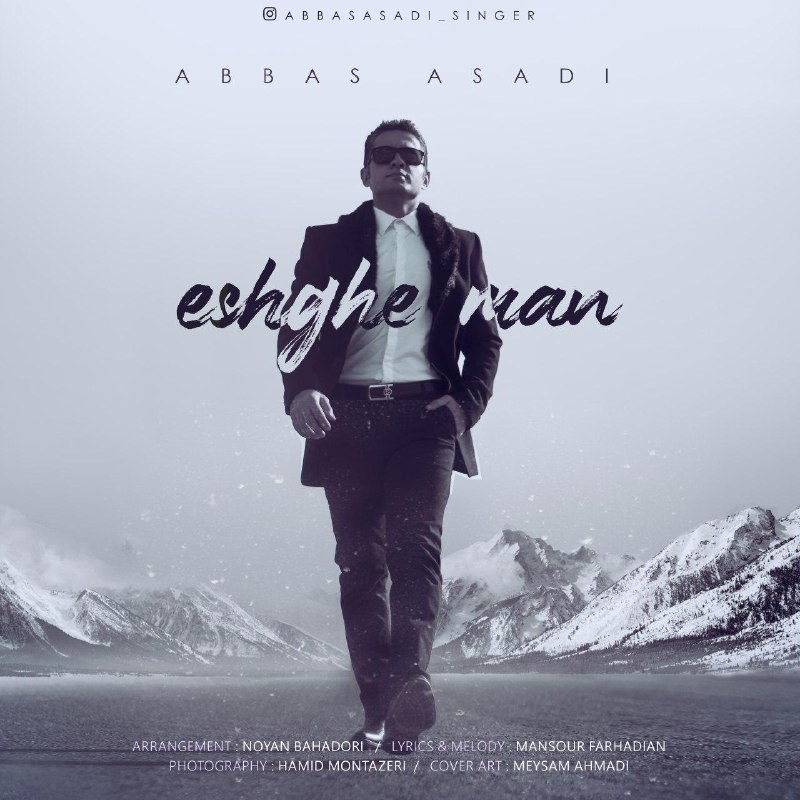 ABBASASADI_SINGER
ABBAS ASADI
eshghe man
ARRANGEMENT : NOYAN BAHADORI / LYRICS & MELODY : MANSOUR FARHADIAN
PHOTOGRAPHY : HAMID MONTAZERI / COVER ART : MEYSAM AHMADI